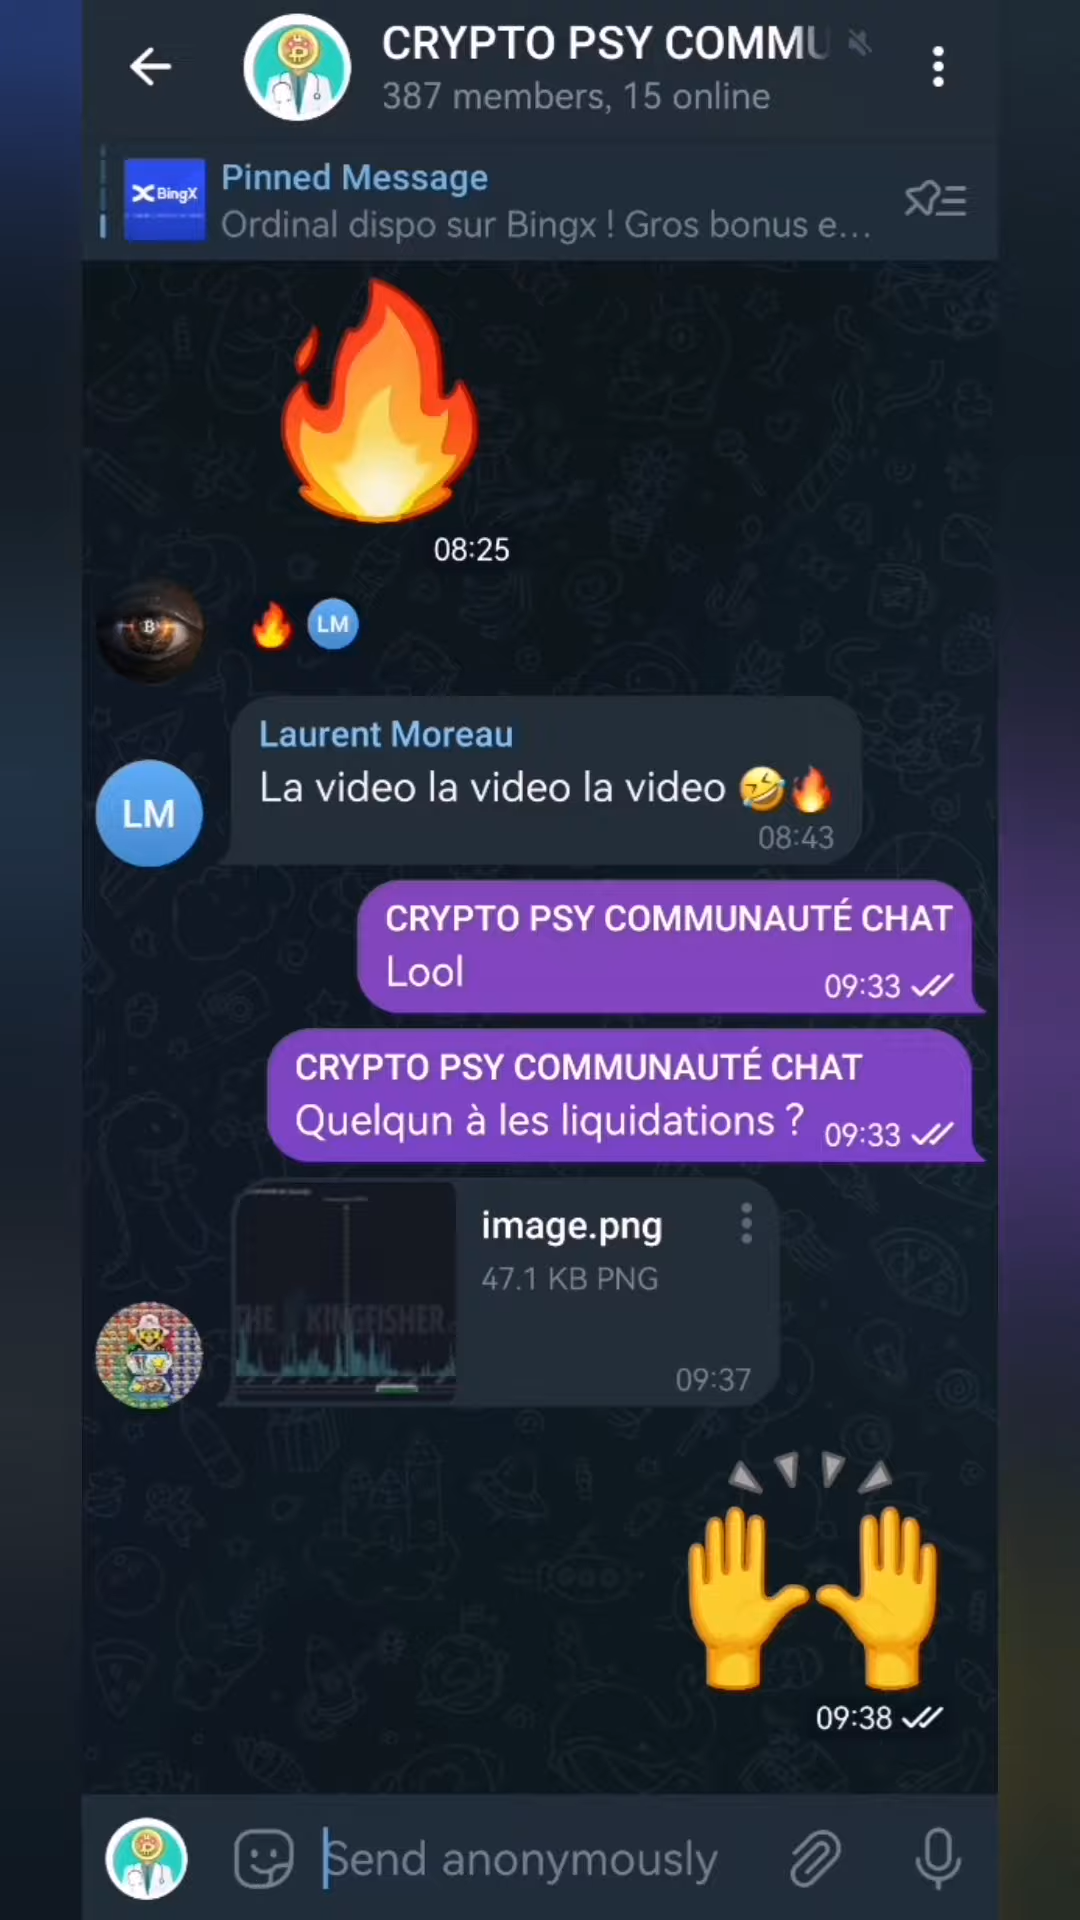 CRYPTO PSY COMMU
387 members, 15 online
BingX
Pinned Message
Ordinal dispo sur Bingx ! Gros bonus e...
08:25
LM
Laurent Moreau
La video la video la video 🤣🔥
08:43
LM
CRYPTO PSY COMMUNAUTÉ CHAT
Lool
09:33
CRYPTO PSY COMMUNAUTÉ CHAT
Quelqun à les liquidations ?
09:33
image.png
47.1 KB PNG
THE KINGFISHER
09:37
09:38
Send anonymously